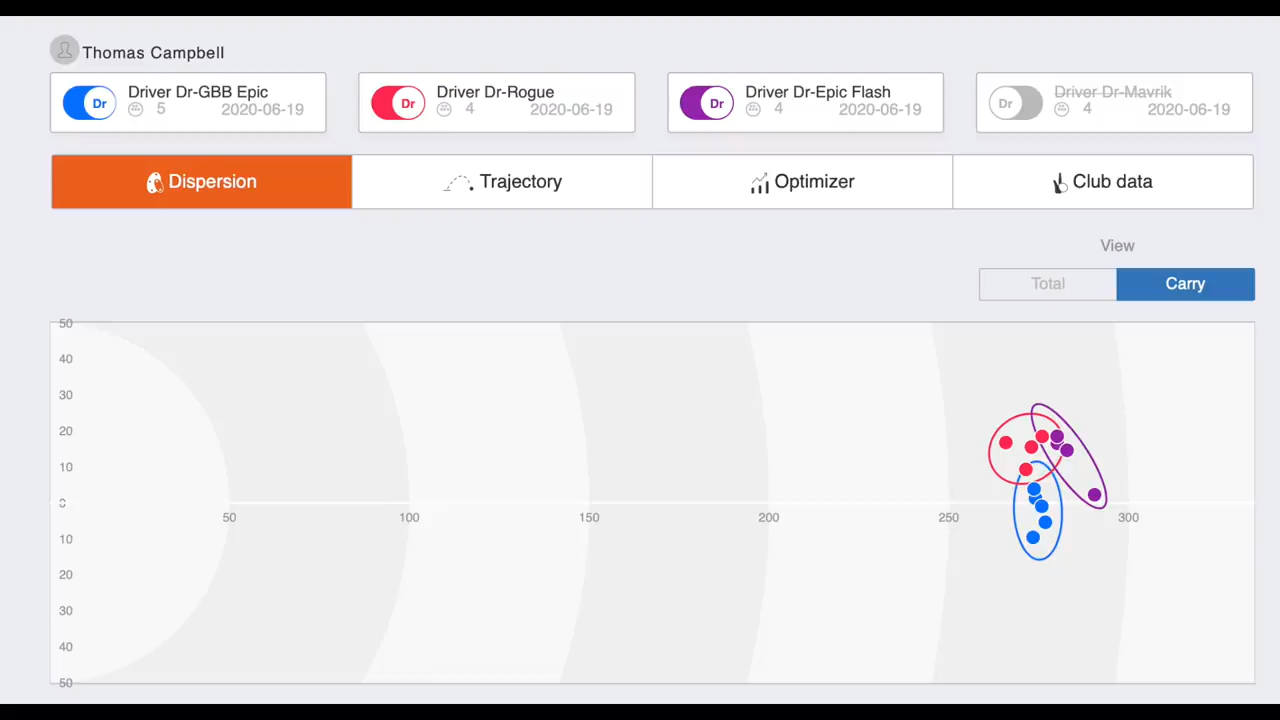 Thomas Campbell
Dr Driver Dr-GBB Epic
5 2020-06-19
Dr Driver Dr-Rogue
4 2020-06-19
Dr Driver Dr-Epic Flash
4 2020-06-19
Dr Driver Dr-Mavrik
4 2020-06-19
Dispersion Trajectory Optimizer Club data
View
Total Carry
50
40
30
20
10
0
50 100 150 200 250 300
10
20
30
40
50